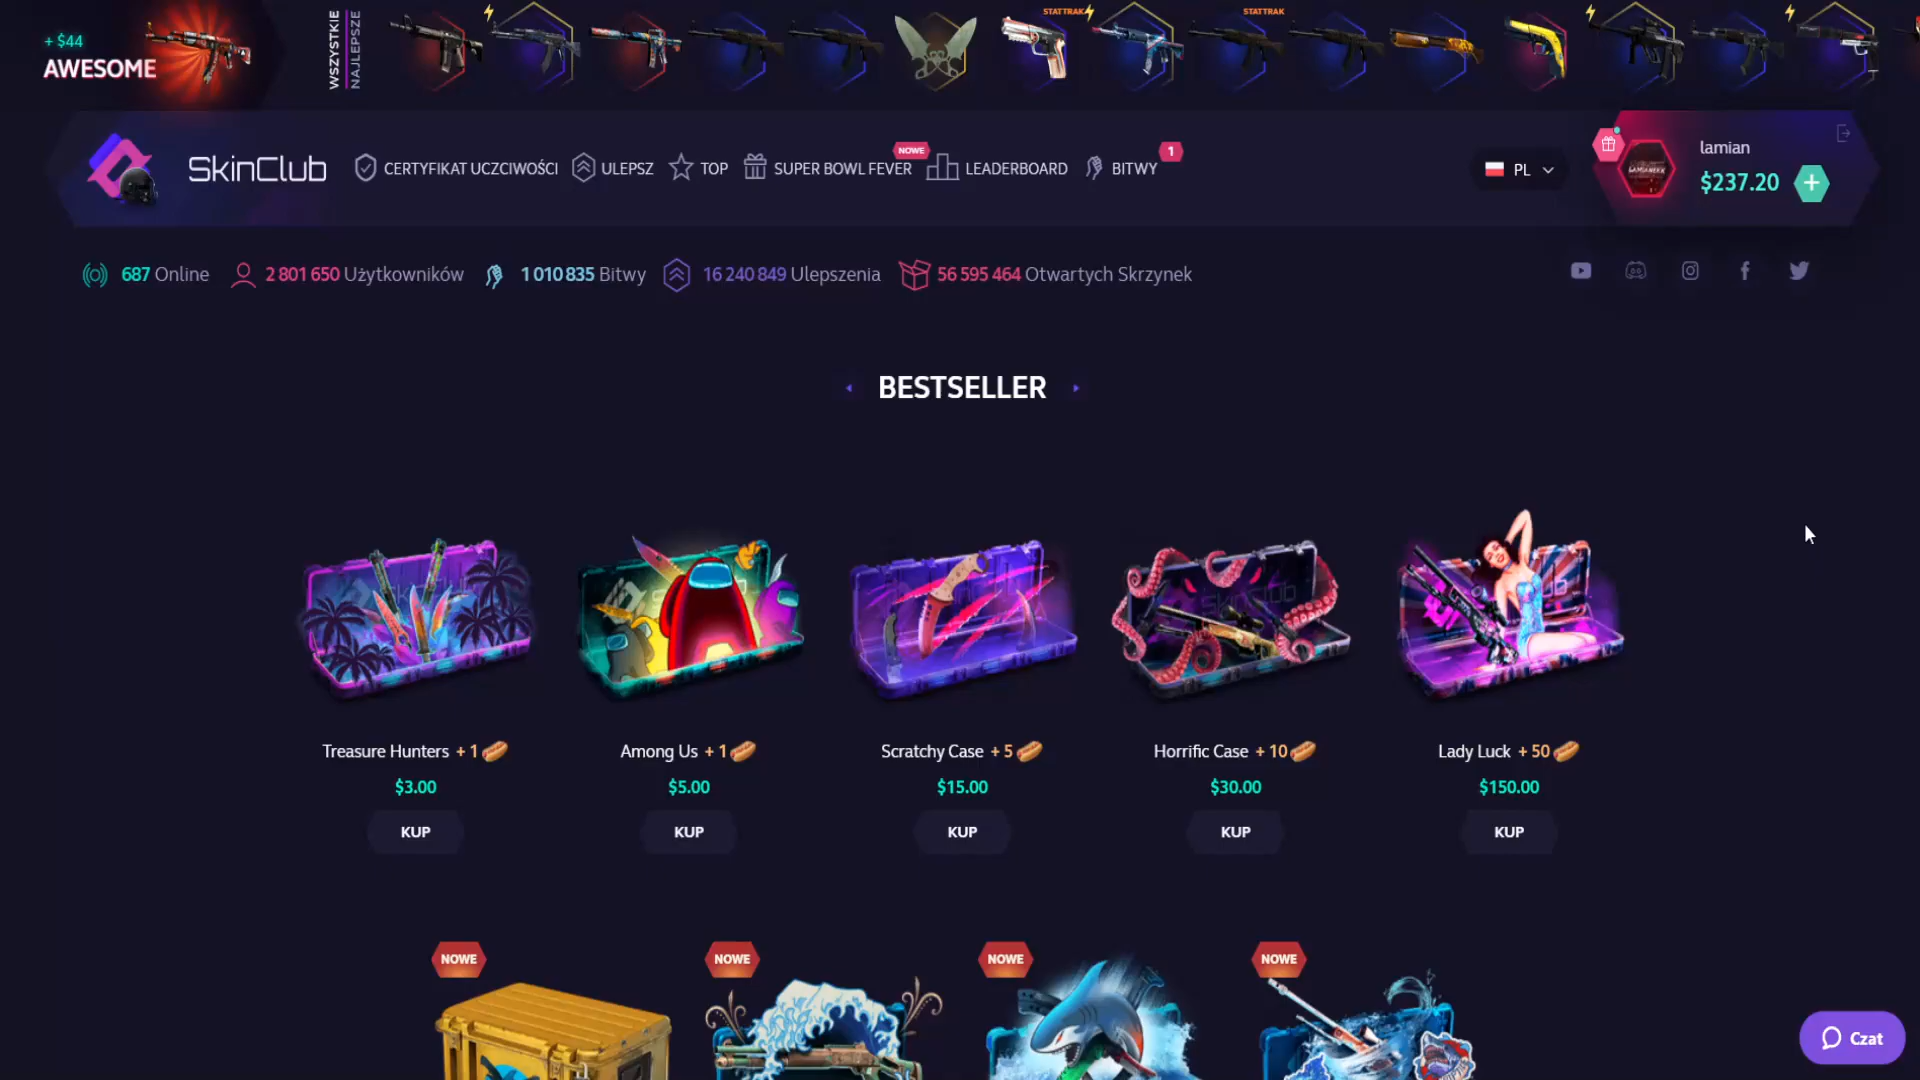 + $44
AWESOME
WSZYSTKIE
NAJLEPSZE
STATTRAK
STATTRAK
SkinClub
CERTYFIKAT UCZCIWOŚCI
ULEPSZ
TOP
SUPER BOWL FEVER
NOWE
LEADERBOARD
BITWY
1
PL
lamian
$237.20
+
687 Online
2 801 650 Użytkowników
1 010 835 Bitwy
16 240 849 Ulepszenia
56 595 464 Otwartych Skrzynek
BESTSELLER
Treasure Hunters + 1
$3.00
KUP
Among Us + 1
$5.00
KUP
Scratchy Case + 5
$15.00
KUP
Horrific Case + 10
$30.00
KUP
Lady Luck + 50
$150.00
KUP
NOWE
NOWE
NOWE
NOWE
Czat